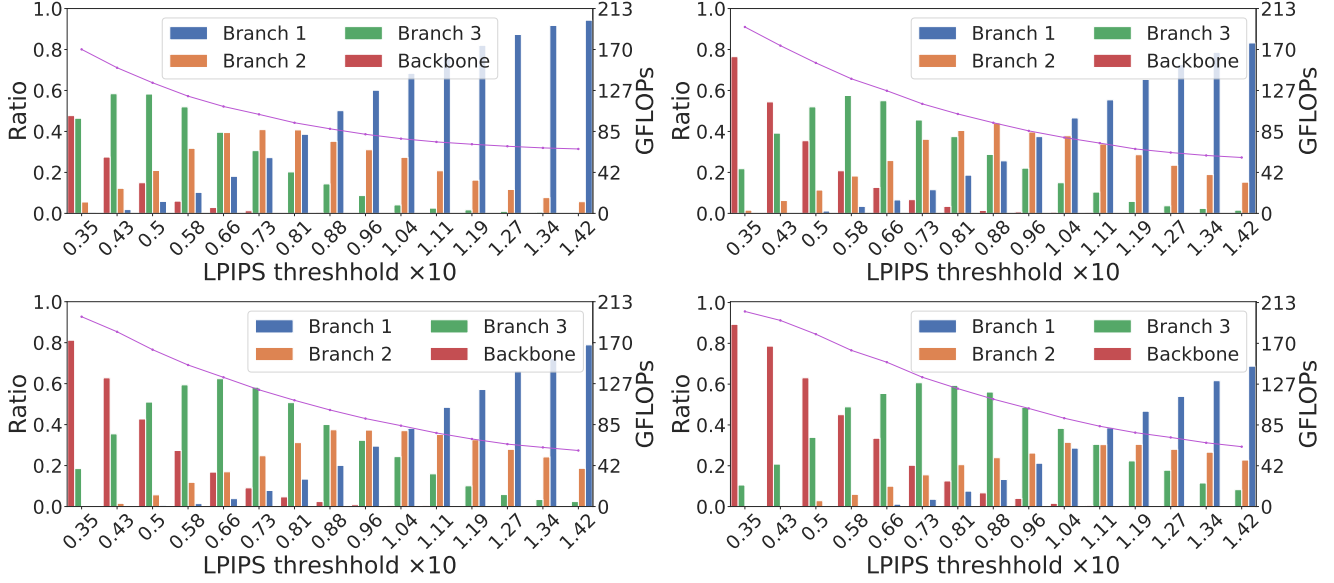 1.0 213
0.8 170
0.6 127
0.4 85
0.2 42
0.0 0
Ratio
GFLOPs
Branch 1 Branch 3
Branch 2 Backbone
0.35 0.43 0.5 0.58 0.66 0.73 0.81 0.88 0.96 1.04 1.11 1.19 1.27 1.34 1.42
LPIPS threshhold ×10
1.0 213
0.8 170
0.6 127
0.4 85
0.2 42
0.0 0
Ratio
GFLOPs
Branch 1 Branch 3
Branch 2 Backbone
0.35 0.43 0.5 0.58 0.66 0.73 0.81 0.88 0.96 1.04 1.11 1.19 1.27 1.34 1.42
LPIPS threshhold ×10
1.0 213
0.8 170
0.6 127
0.4 85
0.2 42
0.0 0
Ratio
GFLOPs
Branch 1 Branch 3
Branch 2 Backbone
0.35 0.43 0.5 0.58 0.66 0.73 0.81 0.88 0.96 1.04 1.11 1.19 1.27 1.34 1.42
LPIPS threshhold ×10
1.0 213
0.8 170
0.6 127
0.4 85
0.2 42
0.0 0
Ratio
GFLOPs
Branch 1 Branch 3
Branch 2 Backbone
0.35 0.43 0.5 0.58 0.66 0.73 0.81 0.88 0.96 1.04 1.11 1.19 1.27 1.34 1.42
LPIPS threshhold ×10